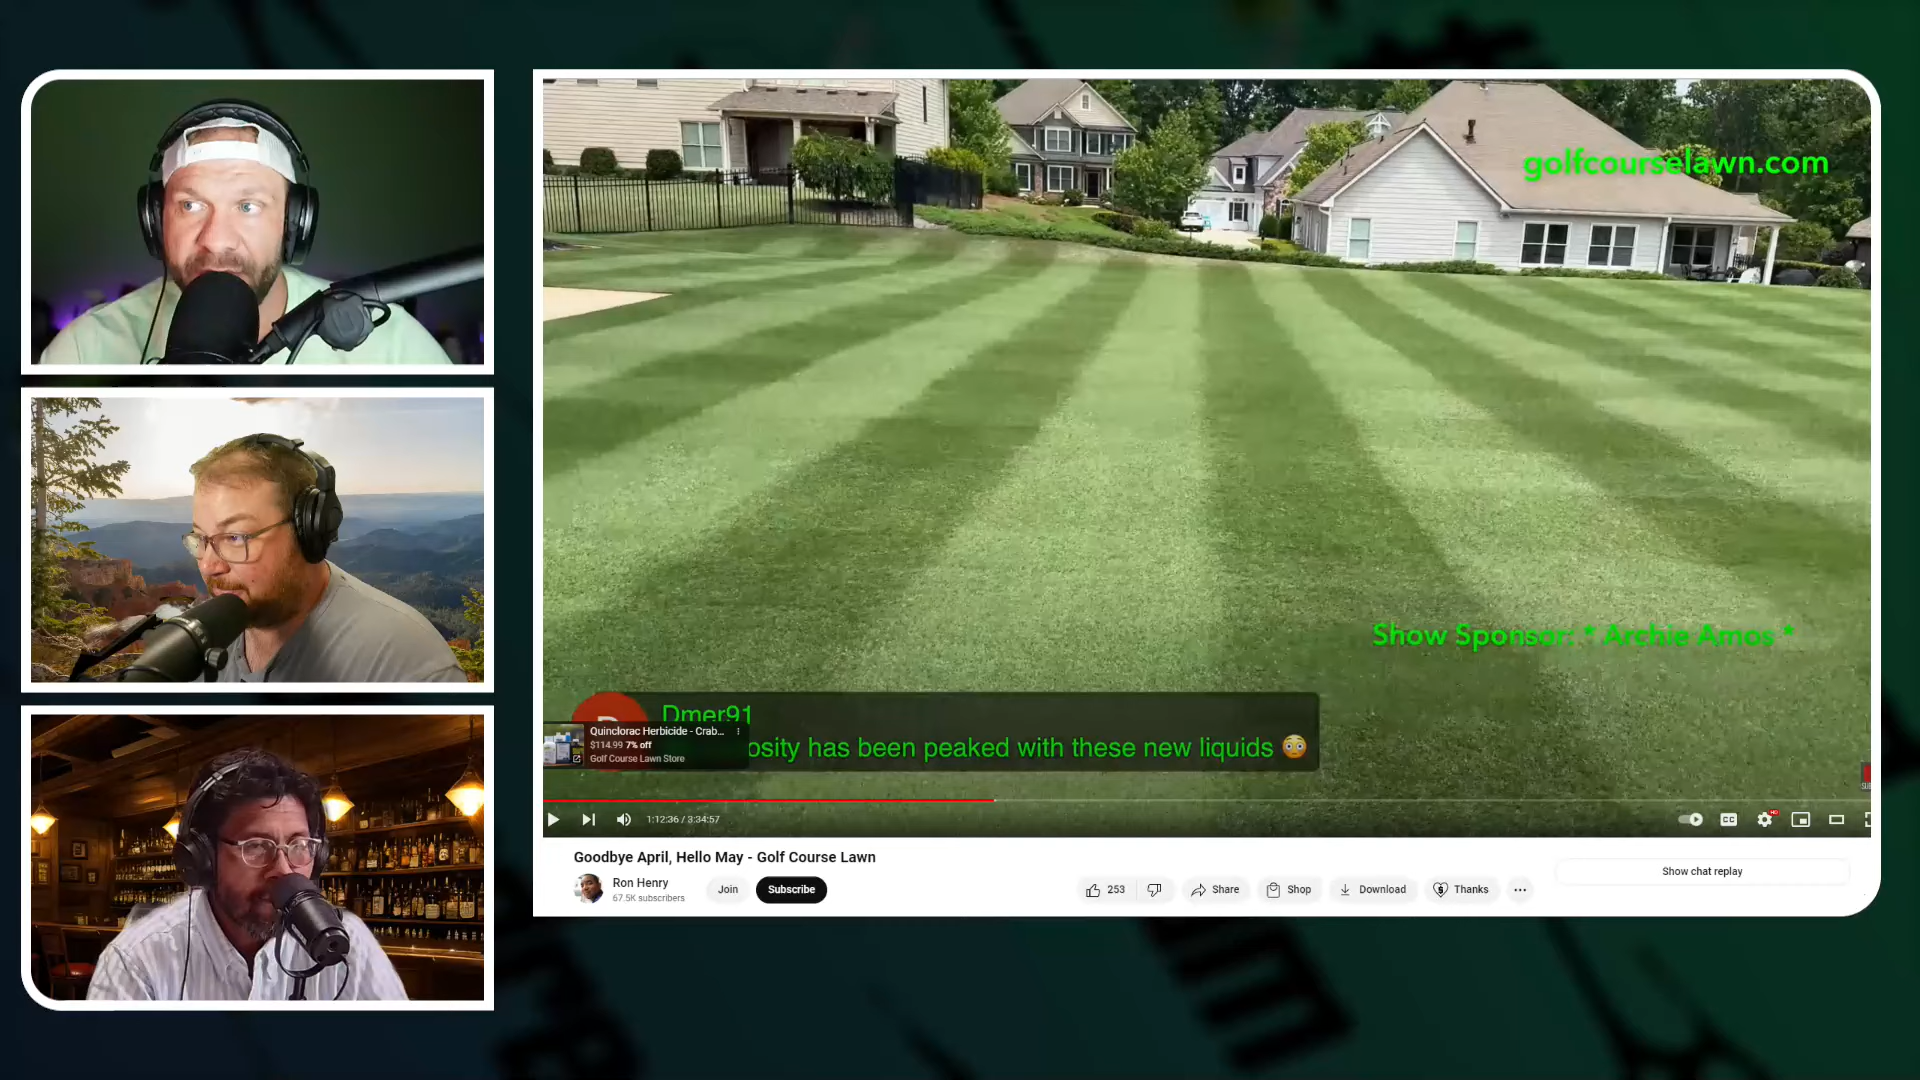 golfcourselawn.com
Show Sponsor: * Archie Amos *
Dmer91
osity has been peaked with these new liquids 😳
Quinclorac Herbicide - Crab...
$114.99 7% off
Golf Course Lawn Store
1:12:36 / 3:34:57
CC
HD
Goodbye April, Hello May - Golf Course Lawn
Ron Henry
67.5K subscribers
Join
Subscribe
253
Share
Shop
Download
Thanks
Show chat replay